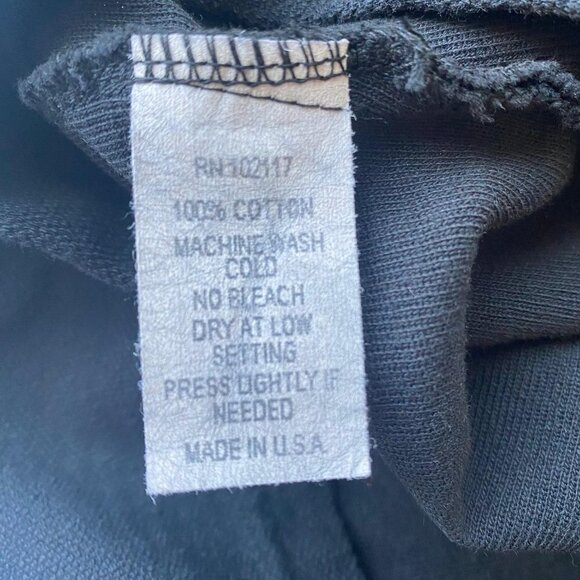 RN 102117
100% COTTON
MACHINE WASH
COLD
NO BLEACH
DRY AT LOW
SETTING
PRESS LIGHTLY IF
NEEDED
MADE IN U.S.A.